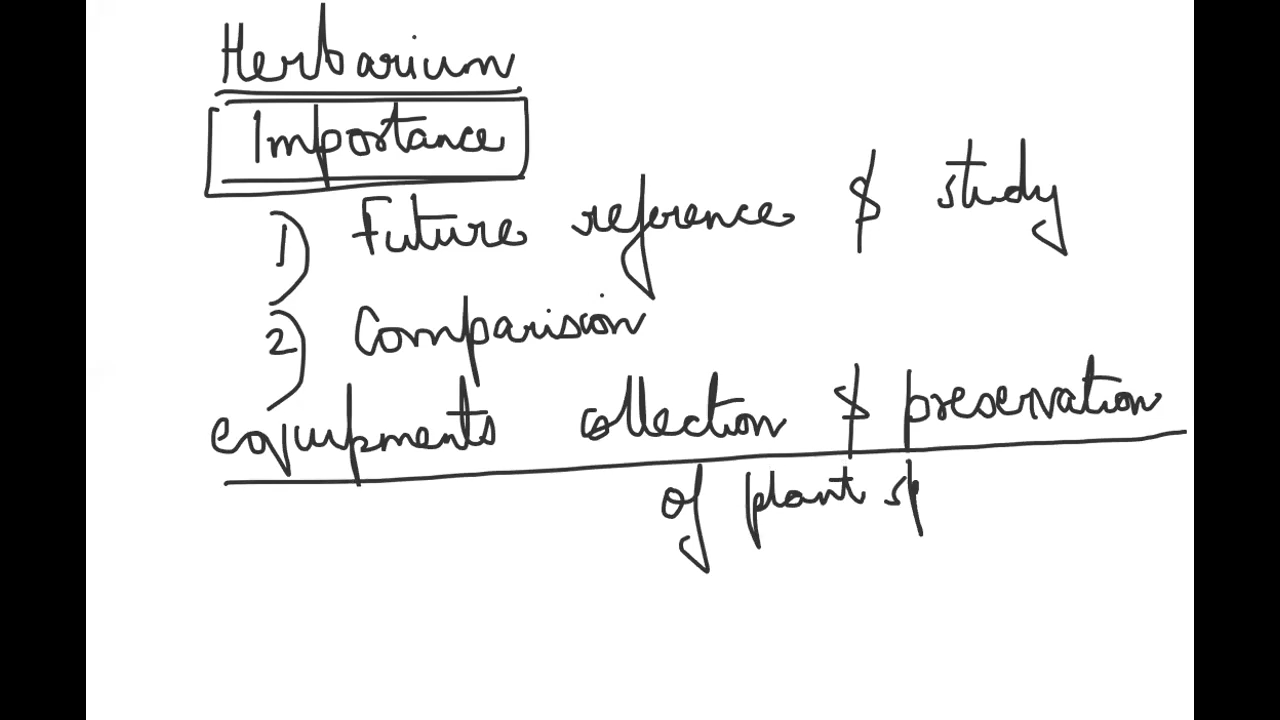 Herbarium
Importance
1) Future reference & study
2) Comparision
equipments collection & preservation
of plant sp